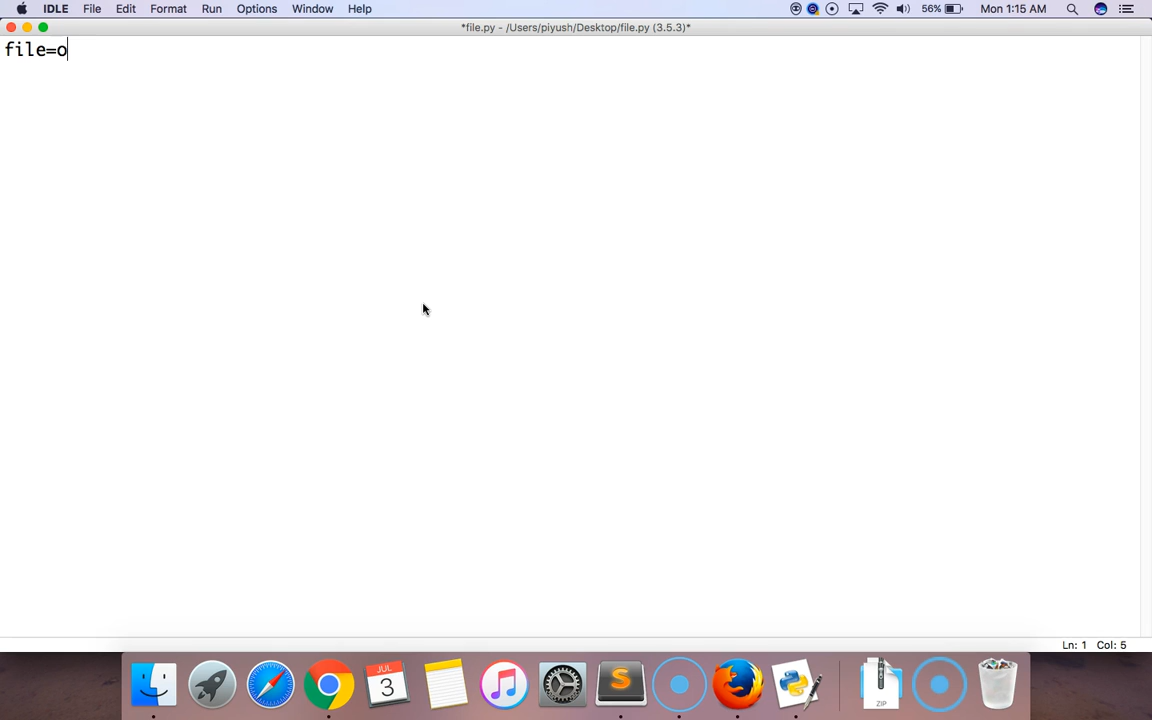 IDLE File Edit Format Run Options Window Help 56% Mon 1:15 AM
*file.py - /Users/piyush/Desktop/file.py (3.5.3)*
file=o
Ln: 1 Col: 5
JUL
3
S
ZIP